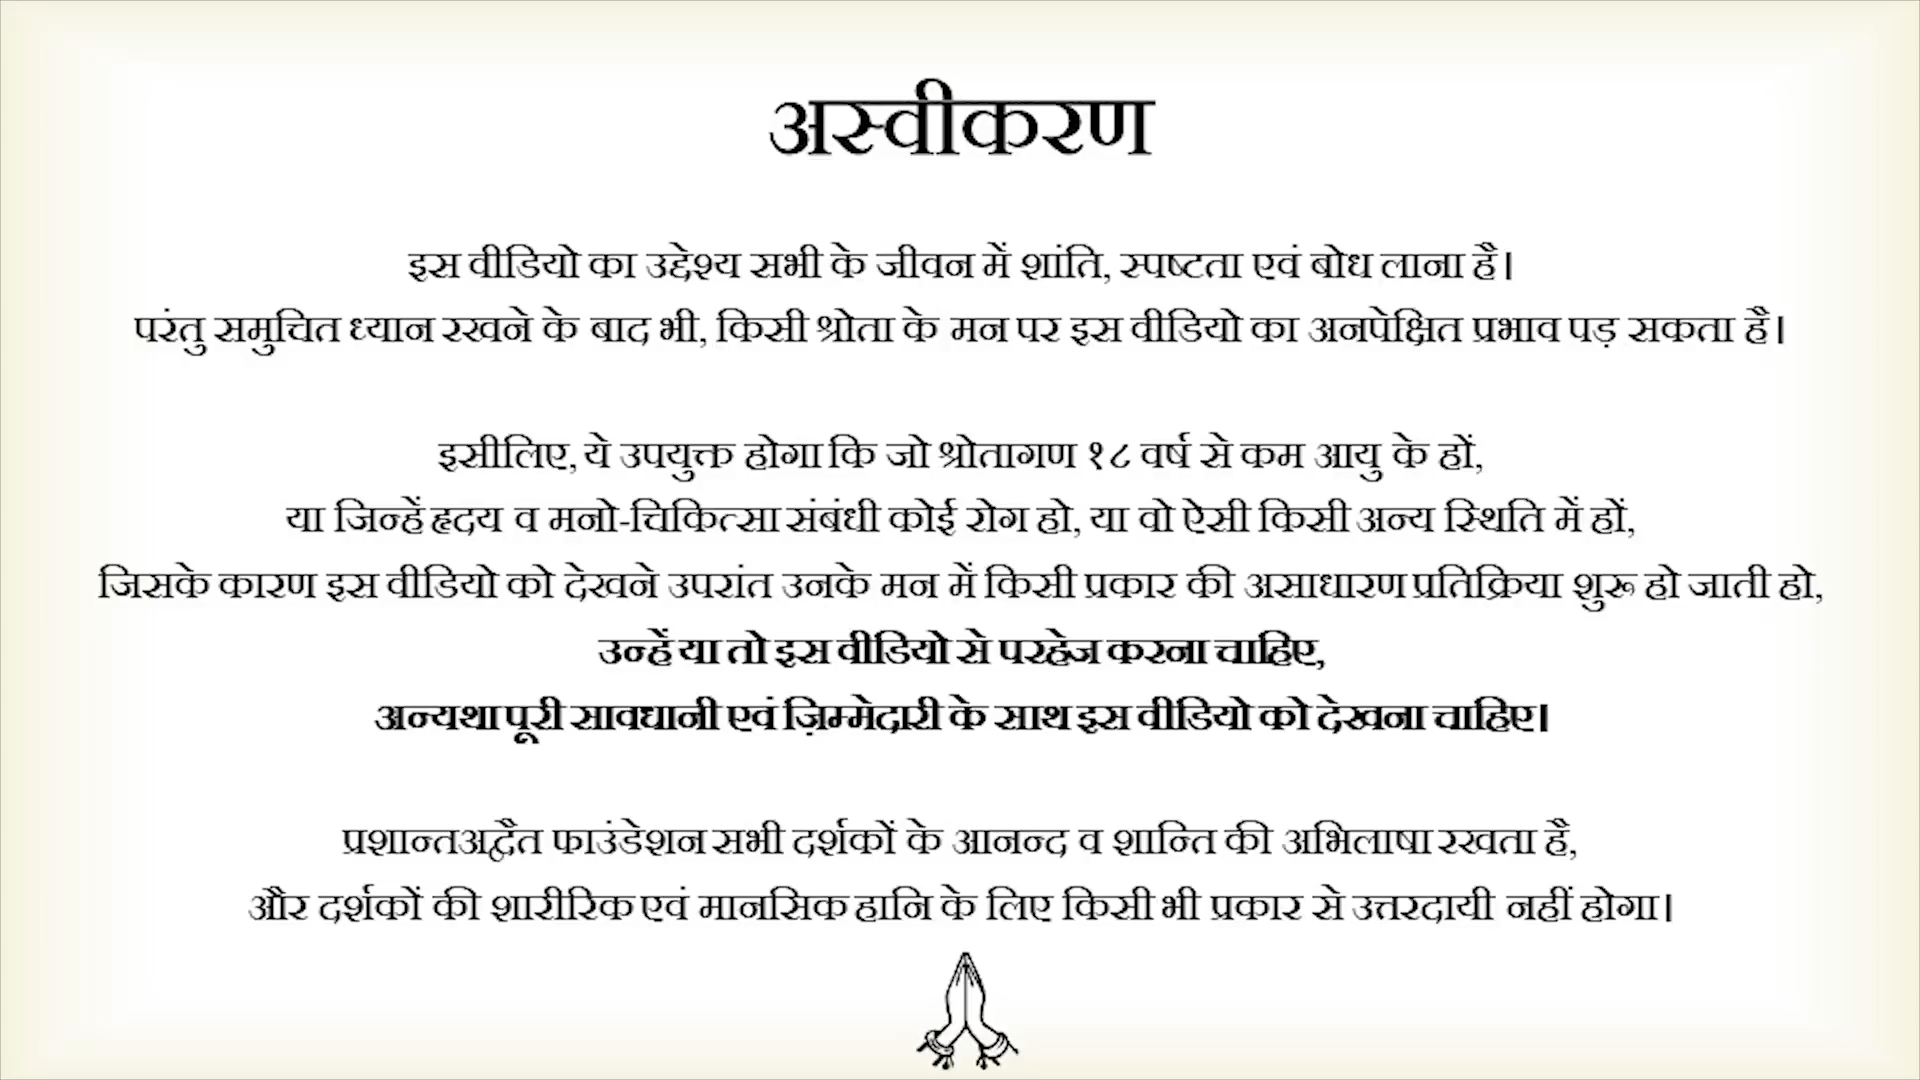 अस्वीकरण
इस वीडियो का उद्देश्य सभी के जीवन में शांति, स्पष्टता एवं बोध लाना है।
परंतु समुचित ध्यान रखने के बाद भी, किसी श्रोता के मन पर इस वीडियो का अनपेक्षित प्रभाव पड़ सकता है।
इसीलिए, ये उपयुक्त होगा कि जो श्रोतागण १८ वर्ष से कम आयु के हों,
या जिन्हें हृदय व मनो-चिकित्सा संबंधी कोई रोग हो, या वो ऐसी किसी अन्य स्थिति में हों,
जिसके कारण इस वीडियो को देखने उपरांत उनके मन में किसी प्रकार की असाधारण प्रतिक्रिया शुरू हो जाती हो,
उन्हें या तो इस वीडियो से परहेज करना चाहिए,
अन्यथा पूरी सावधानी एवं ज़िम्मेदारी के साथ इस वीडियो को देखना चाहिए।
प्रशान्तअद्वैत फाउंडेशन सभी दर्शकों के आनन्द व शान्ति की अभिलाषा रखता है,
और दर्शकों की शारीरिक एवं मानसिक हानि के लिए किसी भी प्रकार से उत्तरदायी नहीं होगा।